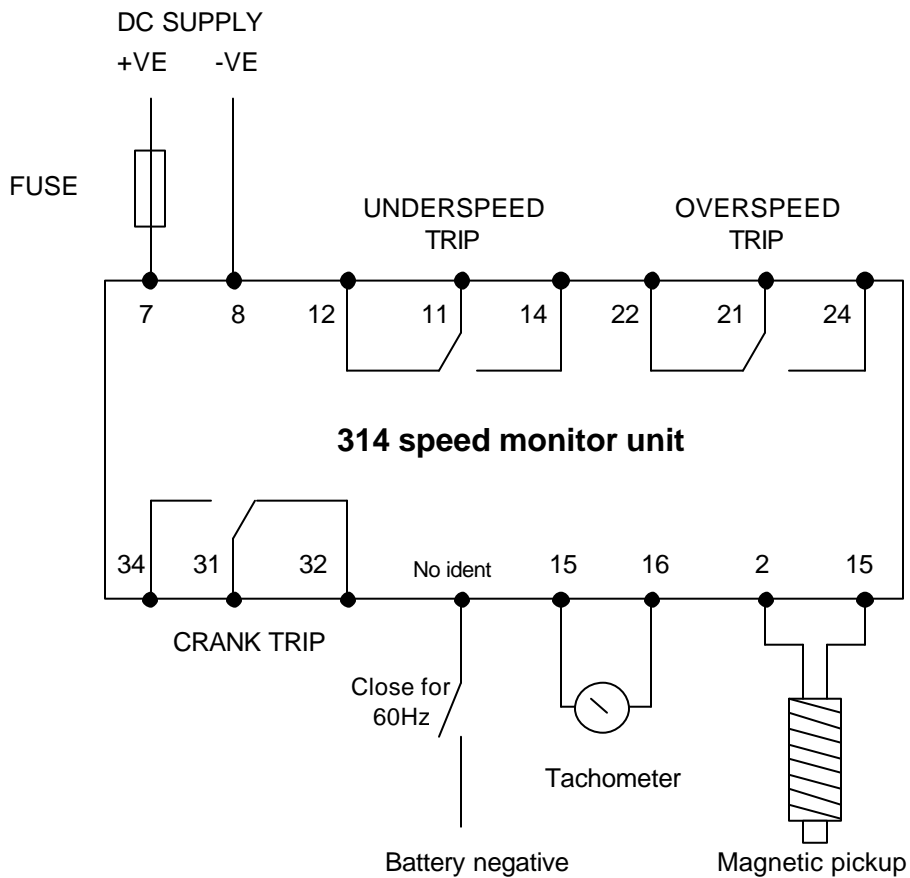 DC SUPPLY
+VE -VE
FUSE
UNDERSPEED
TRIP
OVERSPEED
TRIP
7 8 12 11 14 22 21 24
314 speed monitor unit
34 31 32 No ident 15 16 2 15
CRANK TRIP
Close for
60Hz
Tachometer
Battery negative
Magnetic pickup